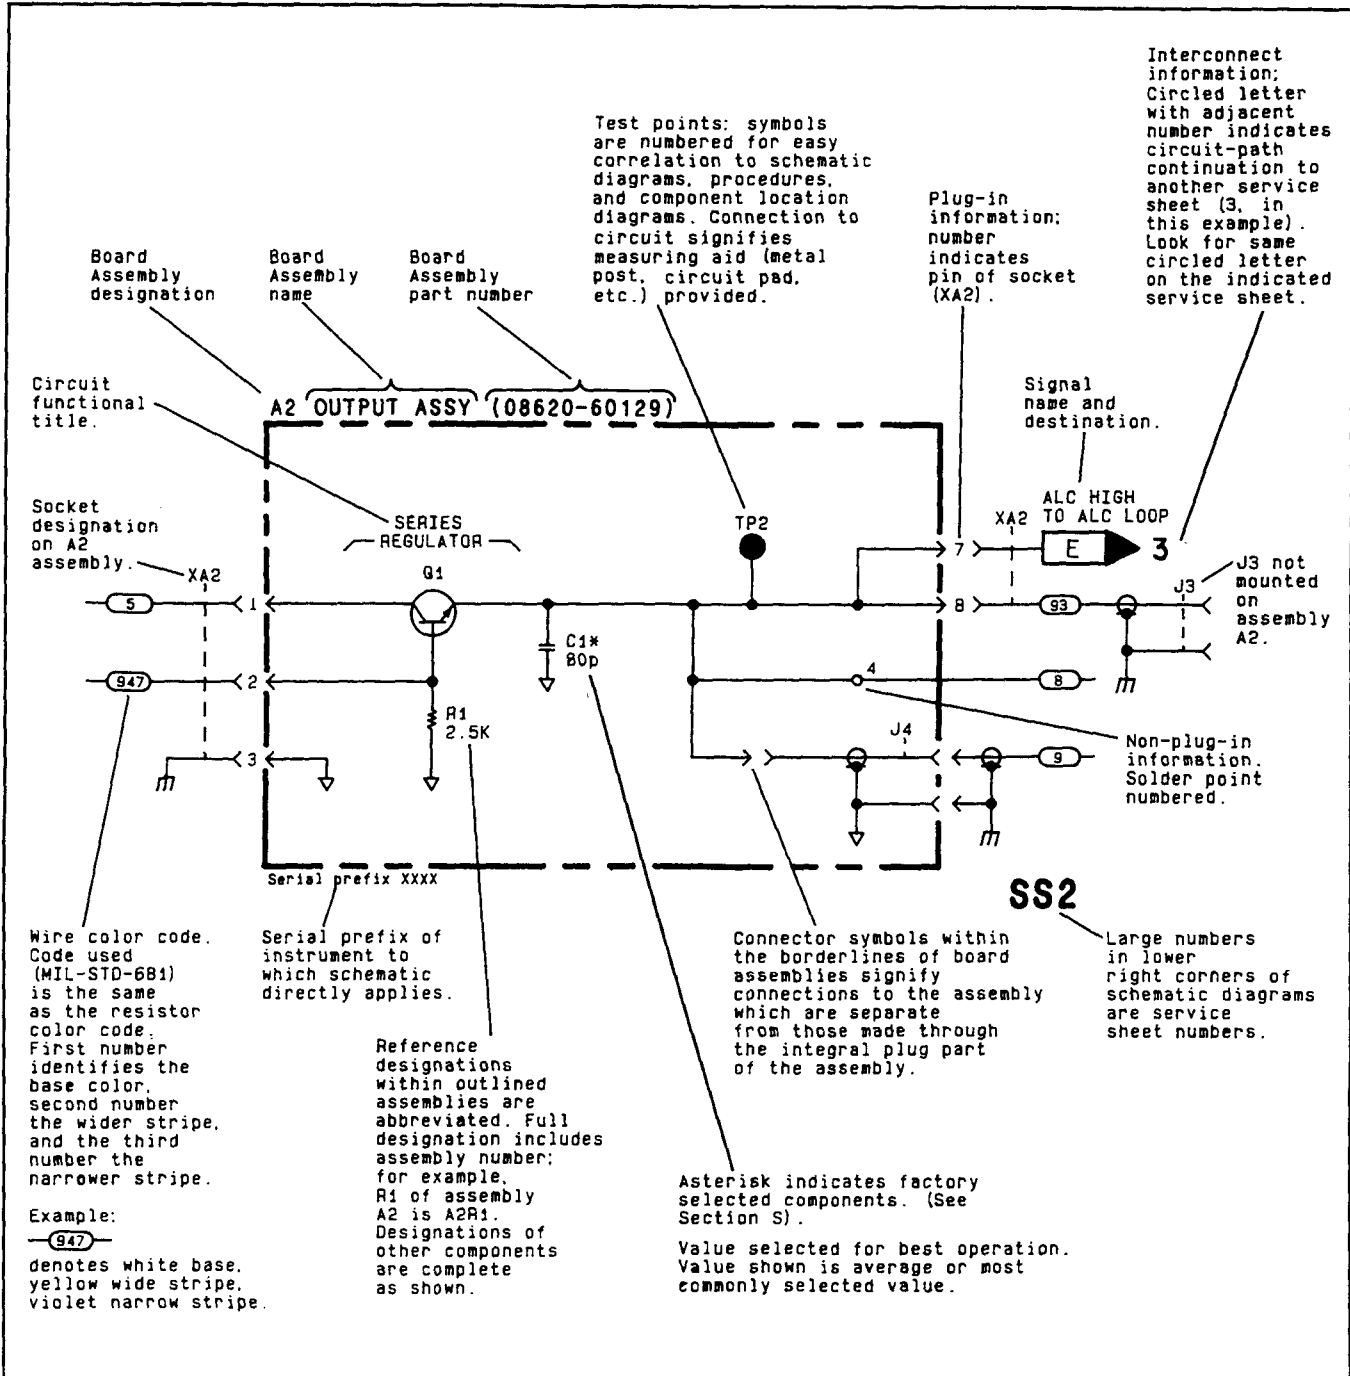 Interconnect
information;
Circled letter
with adjacent
number indicates
circuit-path
continuation to
another service
sheet (3, in
this example).
Look for same
circled letter
on the indicated
service sheet.
Test points: symbols
are numbered for easy
correlation to schematic
diagrams, procedures,
and component location
diagrams. Connection to
circuit signifies
measuring aid (metal
post, circuit pad,
etc.) provided.
Plug-in
information;
number
indicates
pin of socket
(XA2).
Board
Assembly
designation
Board
Assembly
name
Board
Assembly
part number
Circuit
functional
title.
A2 OUTPUT ASSY (08620-60129)
Signal
name and
destination.
Socket
designation
on A2
assembly.
SERIES
REGULATOR
TP2
XA2
ALC HIGH
TO ALC LOOP
7
E
3
XA2
Q1
J3
J3 not
mounted
on
assembly
A2.
5
1
C1*
80p
8
93
947
2
4
8
R1
2.5K
3
J4
9
Non-plug-in
information.
Solder point
numbered.
Serial prefix XXXX
SS2
Wire color code.
Code used
(MIL-STD-681)
is the same
as the resistor
color code.
First number
identifies the
base color,
second number
the wider stripe,
and the third
number the
narrower stripe.
Example:
947
denotes white base,
yellow wide stripe,
violet narrow stripe.
Serial prefix of
instrument to
which schematic
directly applies.
Reference
designations
within outlined
assemblies are
abbreviated. Full
designation includes
assembly number;
for example,
R1 of assembly
A2 is A2R1.
Designations of
other components
are complete
as shown.
Connector symbols within
the borderlines of board
assemblies signify
connections to the assembly
which are separate
from those made through
the integral plug part
of the assembly.
Large numbers
in lower
right corners of
schematic diagrams
are service
sheet numbers.
Asterisk indicates factory
selected components. (See
Section S).
Value selected for best operation.
Value shown is average or most
commonly selected value.